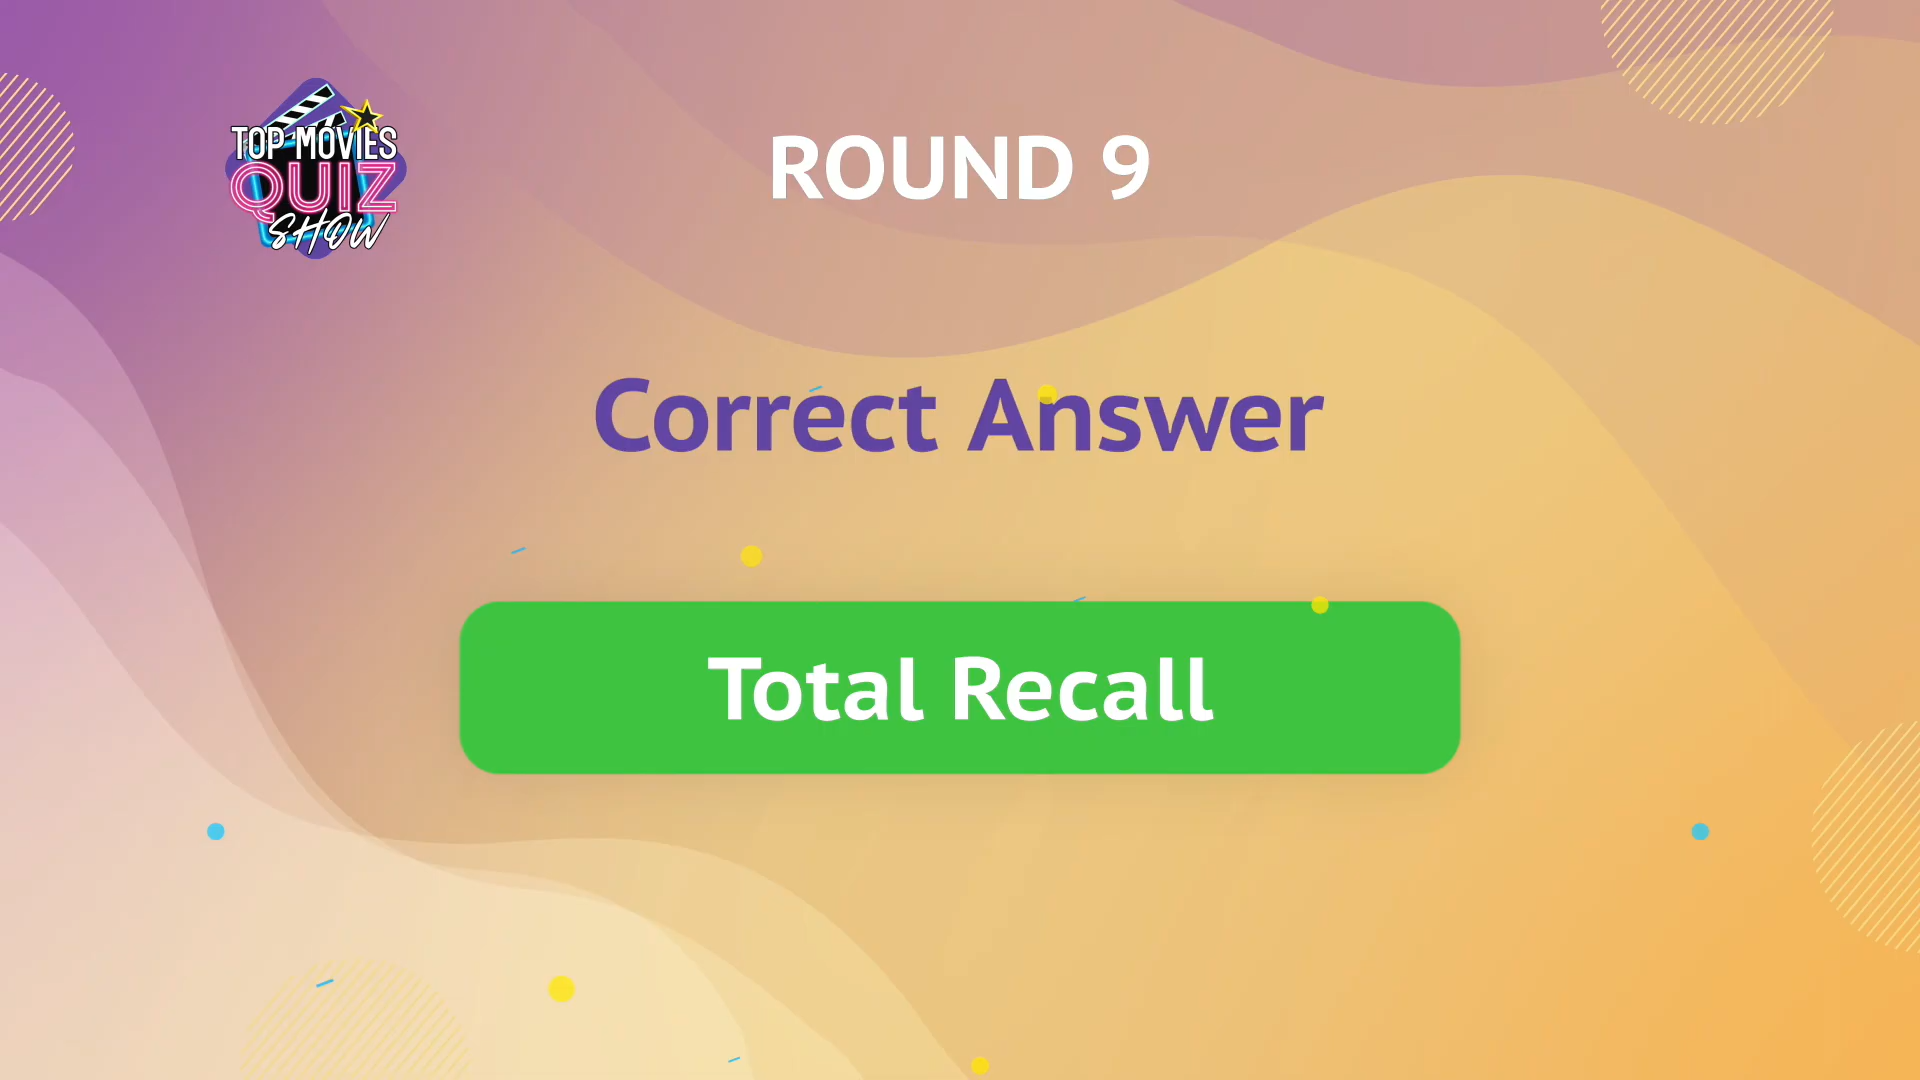 TOP MOVIES
QUIZ
SHOW
ROUND 9
Correct Answer
Total Recall